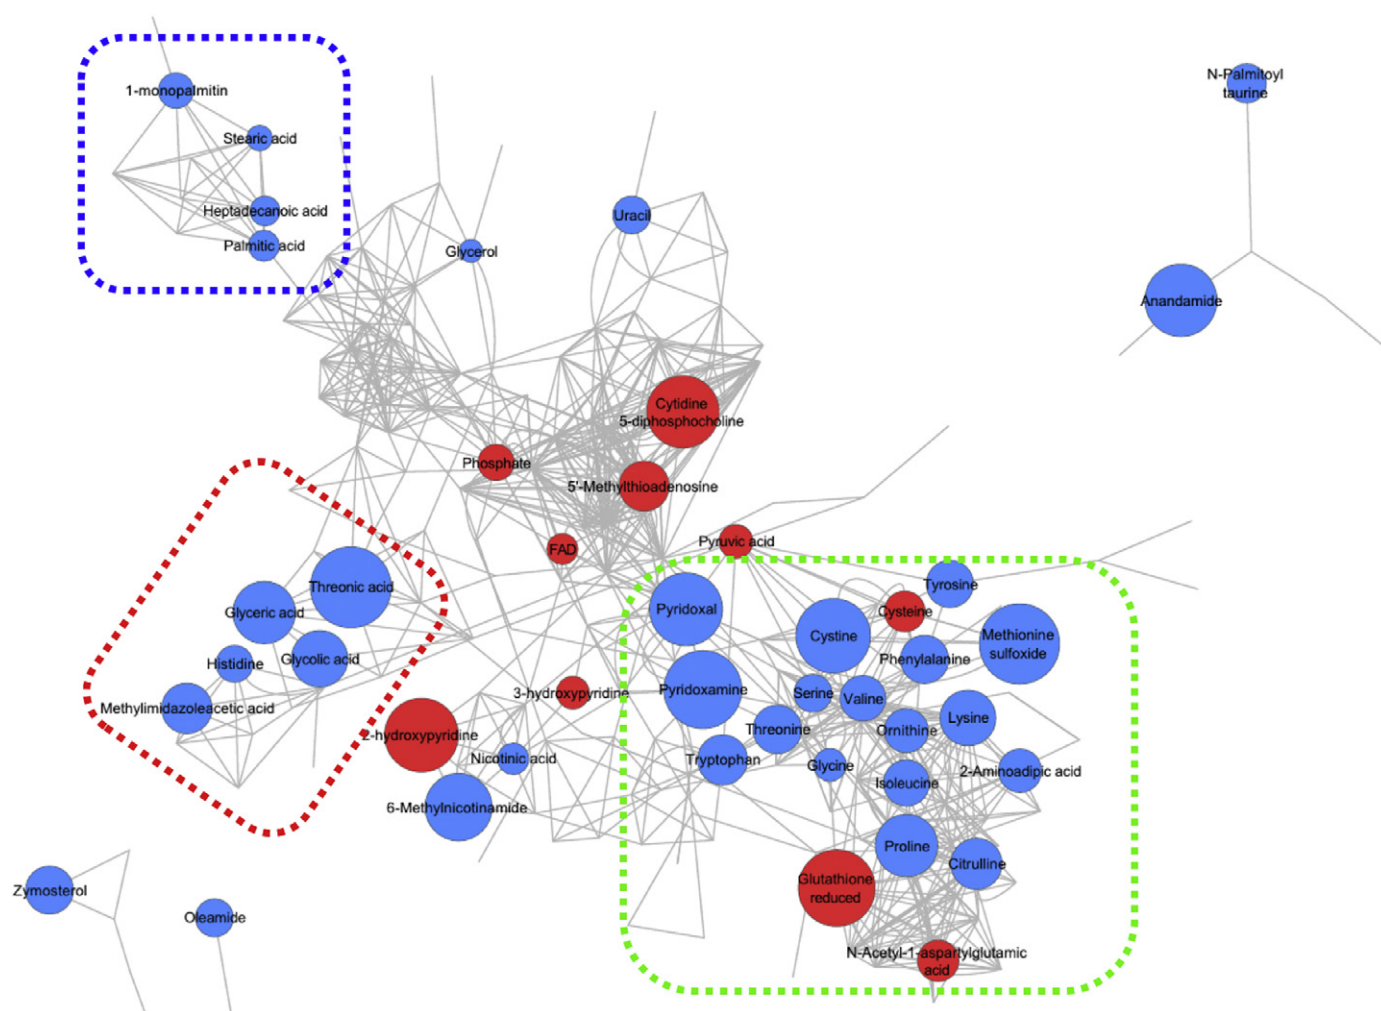 N-Palmitoyl
taurine
1-monopalmitin
Stearic acid
Heptadecanoic acid
Palmitic acid
Glycerol
Uracil
Anandamide
Cytidine
5-diphosphocholine
Phosphate
5'-Methylthioadenosine
FAD
Pyruvic acid
Threonic acid
Glyceric acid
Glycolic acid
Histidine
Methylimidazoleacetic acid
Pyridoxal
Tyrosine
Cysteine
Cystine
Methionine
sulfoxide
Phenylalanine
Pyridoxamine
Serine
Valine
3-hydroxypyridine
2-hydroxypyridine
Threonine
Ornithine
Lysine
Nicotinic acid
Tryptophan
Glycine
2-Aminoadipic acid
Isoleucine
6-Methylnicotinamide
Proline
Citrulline
Glutathione
reduced
Zymosterol
Oleamide
N-Acetyl-1-aspartylglutamic
acid